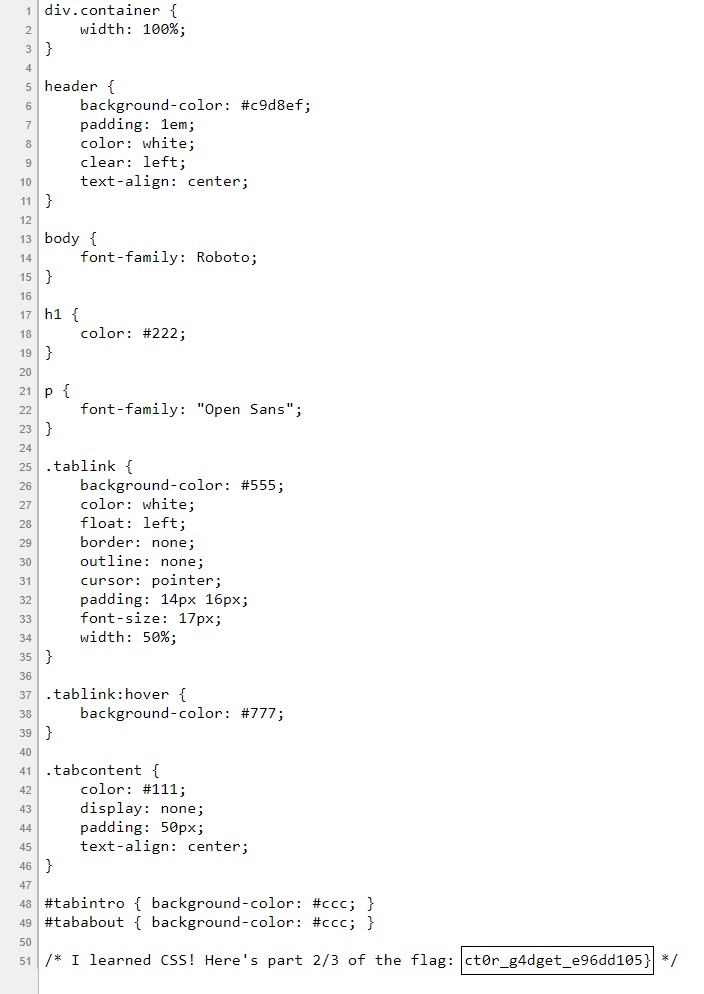 1 div.container {
2     width: 100%;
3 }
4
5 header {
6     background-color: #c9d8ef;
7     padding: 1em;
8     color: white;
9     clear: left;
10     text-align: center;
11 }
12
13 body {
14     font-family: Roboto;
15 }
16
17 h1 {
18     color: #222;
19 }
20
21 p {
22     font-family: "Open Sans";
23 }
24
25 .tablink {
26     background-color: #555;
27     color: white;
28     float: left;
29     border: none;
30     outline: none;
31     cursor: pointer;
32     padding: 14px 16px;
33     font-size: 17px;
34     width: 50%;
35 }
36
37 .tablink:hover {
38     background-color: #777;
39 }
40
41 .tabcontent {
42     color: #111;
43     display: none;
44     padding: 50px;
45     text-align: center;
46 }
47
48 #tabintro { background-color: #ccc; }
49 #tababout { background-color: #ccc; }
50
51 /* I learned CSS! Here's part 2/3 of the flag: ct0r_g4dget_e96dd105} */